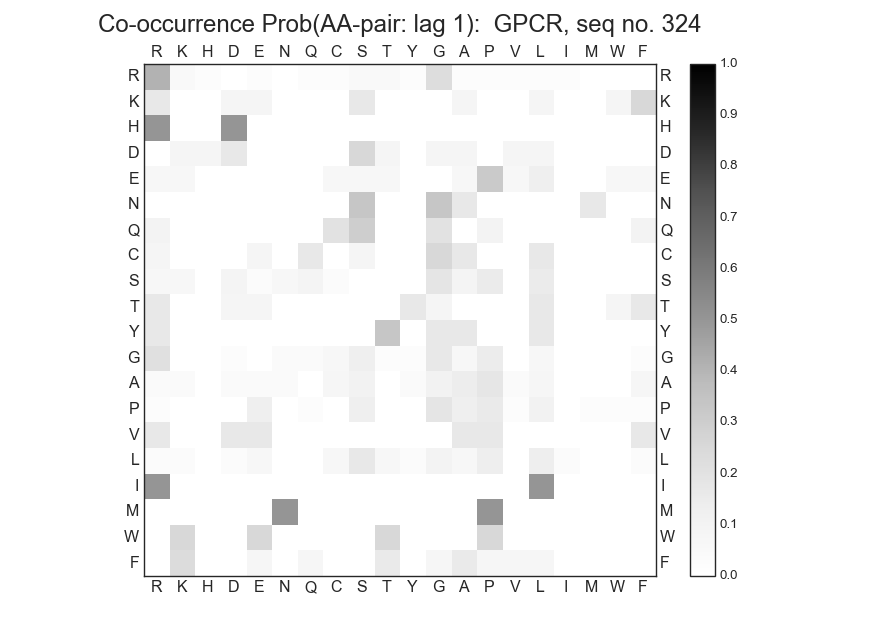 Co-occurrence Prob(AA-pair: lag 1):  GPCR, seq no. 324
R K H D E N Q C S T Y G A P V L I M W F
R R 1.0
K K 0.9
H H
D D 0.8
E E
N N 0.7
Q Q 0.6
C C
S S 0.5
T T
Y Y 0.4
G G
A A 0.3
P P
V V 0.2
L L
I I 0.1
M M
W W
F F 0.0
R K H D E N Q C S T Y G A P V L I M W F